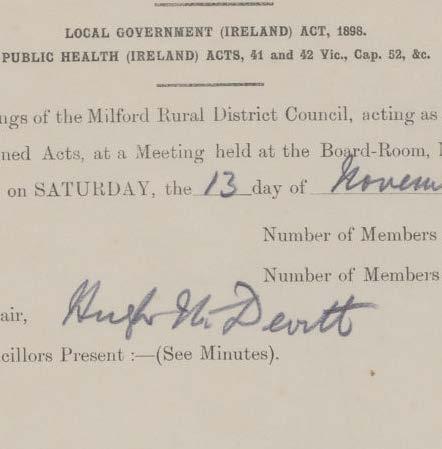 LOCAL GOVERNMENT (IRELAND) ACT, 1898.
PUBLIC HEALTH (IRELAND) ACTS, 41 and 42 Vic., Cap. 52, &c.
ngs of the Milford Rural District Council, acting as
ned Acts, at a Meeting held at the Board-Room,
on SATURDAY, the 13 day of Novem
Number of Members
Number of Members
air, Hugh McDevitt
cillors Present :—(See Minutes).